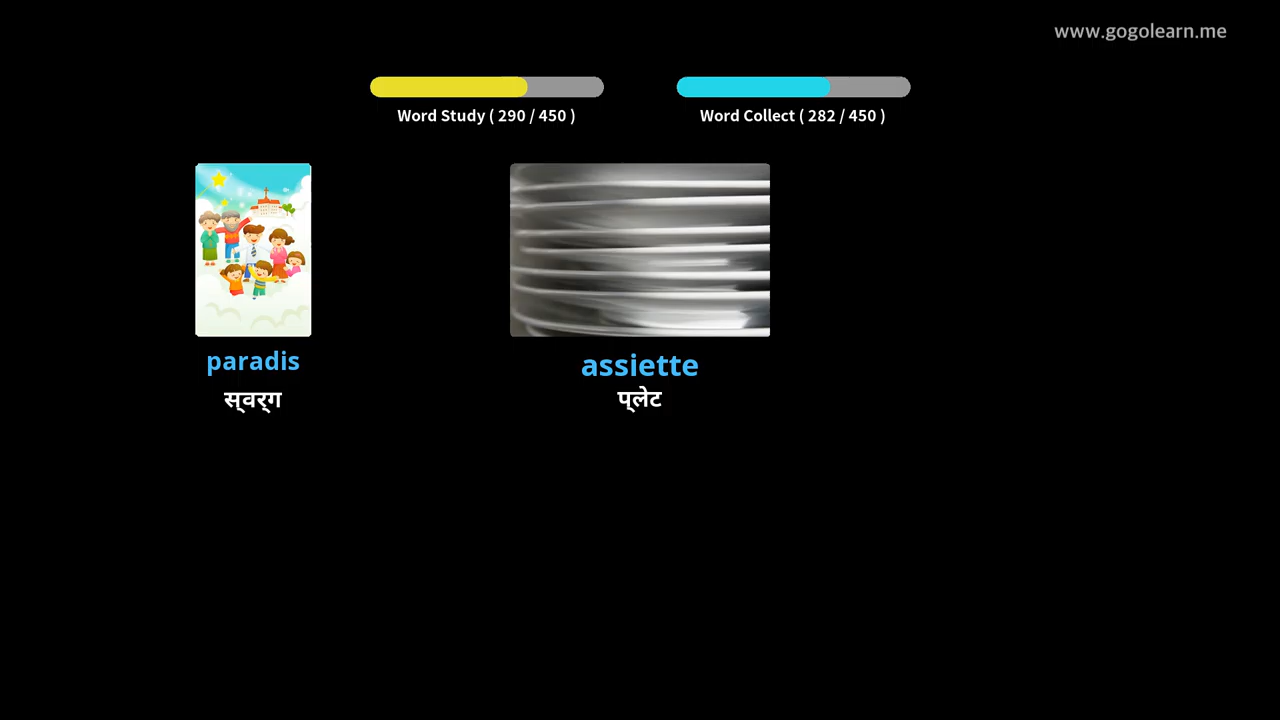 www.gogolearn.me
Word Study ( 290 / 450 )
Word Collect ( 282 / 450 )
paradis
स्वर्ग
assiette
प्लेट